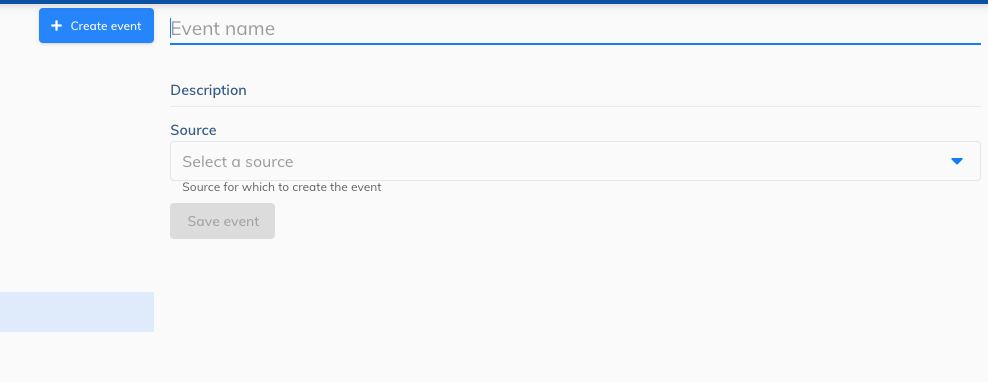 Create event
Event name
Description
Source
Select a source
Source for which to create the event
Save event